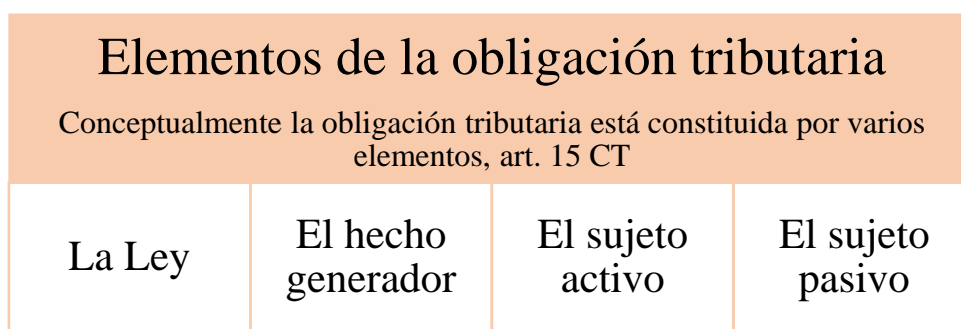 Elementos de la obligación tributaria
Conceptualmente la obligación tributaria está constituida por varios
elementos, art. 15 CT
La Ley
El hecho
generador
El sujeto
activo
El sujeto
pasivo